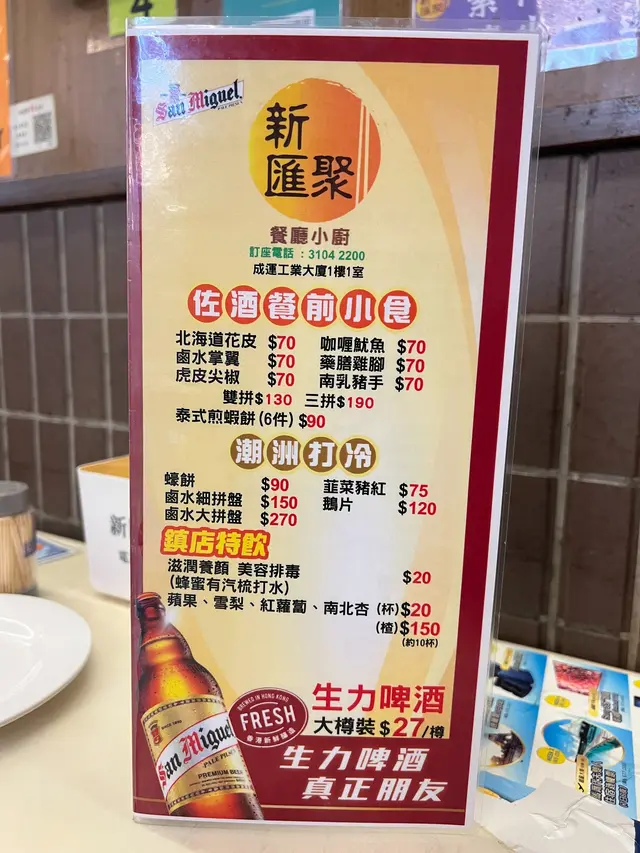 4
San Miguel
新
匯聚
餐廳小廚
訂座電話：3104 2200
成運工業大廈1樓1室
佐酒餐前小食
北海道花皮 $70 咖喱魷魚 $70
鹵水掌翼 $70 藥膳雞腳 $70
虎皮尖椒 $70 南乳豬手 $70
雙拼$130 三拼$190
泰式煎蝦餅(6件) $90
潮洲打冷
蠔餅 $90 韮菜豬紅 $75
鹵水細拼盤 $150 鵝片 $120
鹵水大拼盤 $270
鎮店特飲
滋潤養顏 美容排毒 $20
(蜂蜜有汽梳打水)
蘋果、雪梨、紅蘿蔔、南北杏 (杯)$20
(楂)$150
(約10杯)
生力啤酒
大樽裝$27/樽
BREWED IN HONG KONG
FRESH
香港新鮮釀造
San Miguel
PALE PILSEN
PREMIUM BEER
生力啤酒
真正朋友
新
電